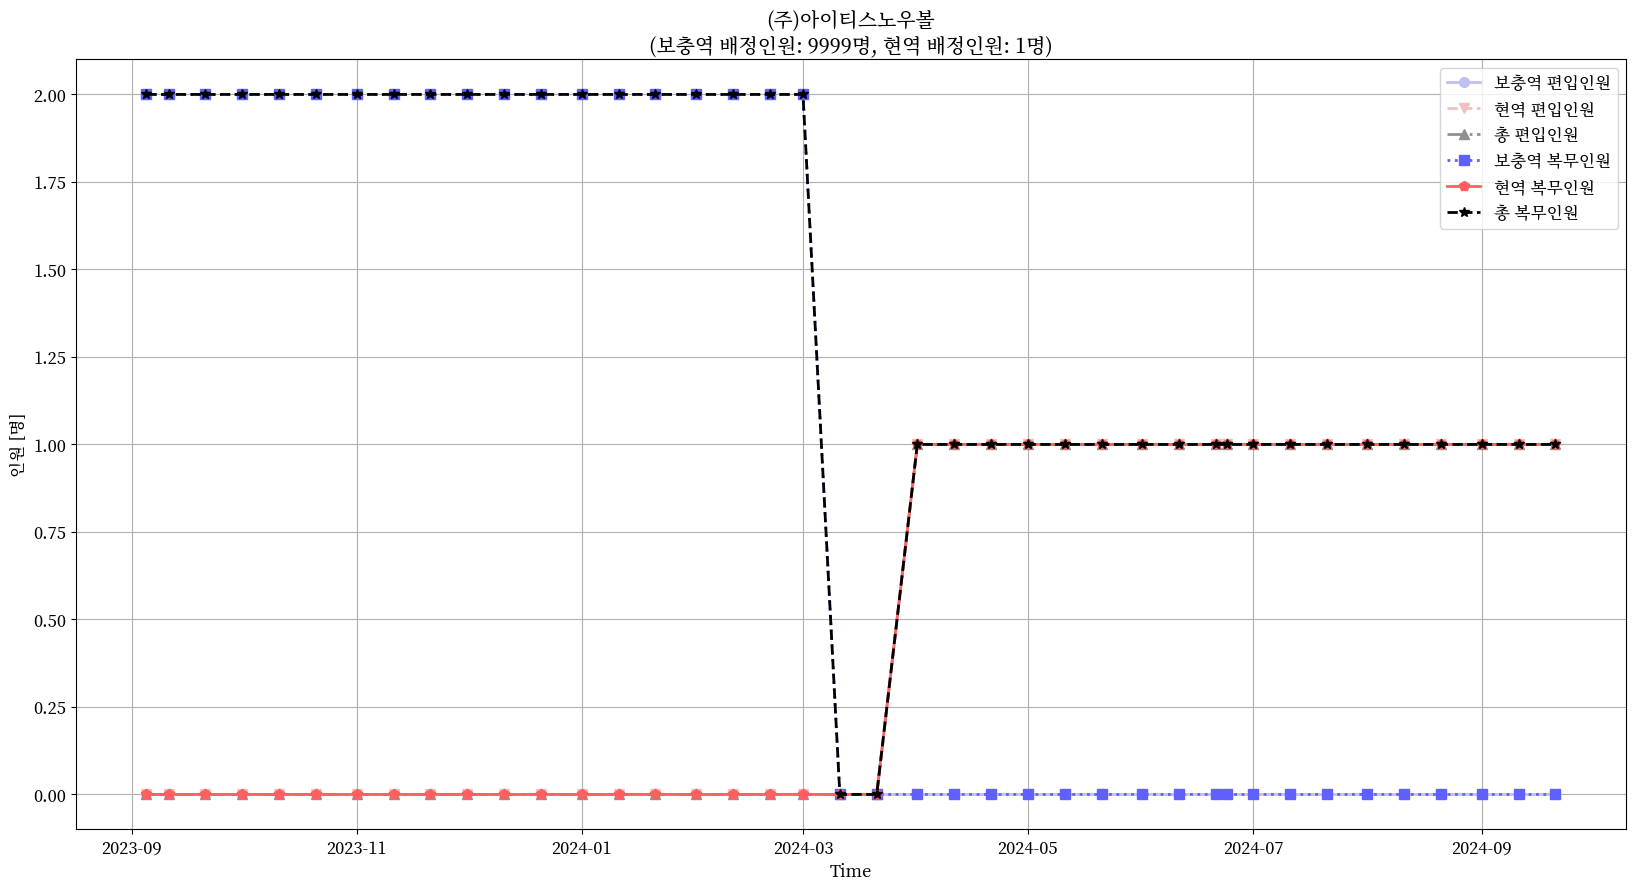 (주)아이티스노우볼
(보충역 배정인원: 9999명, 현역 배정인원: 1명)
보충역 편입인원
현역 편입인원
총 편입인원
보충역 복무인원
현역 복무인원
총 복무인원
인원 [명]
2.00
1.75
1.50
1.25
1.00
0.75
0.50
0.25
0.00
2023-09
2023-11
2024-01
2024-03
2024-05
2024-07
2024-09
Time